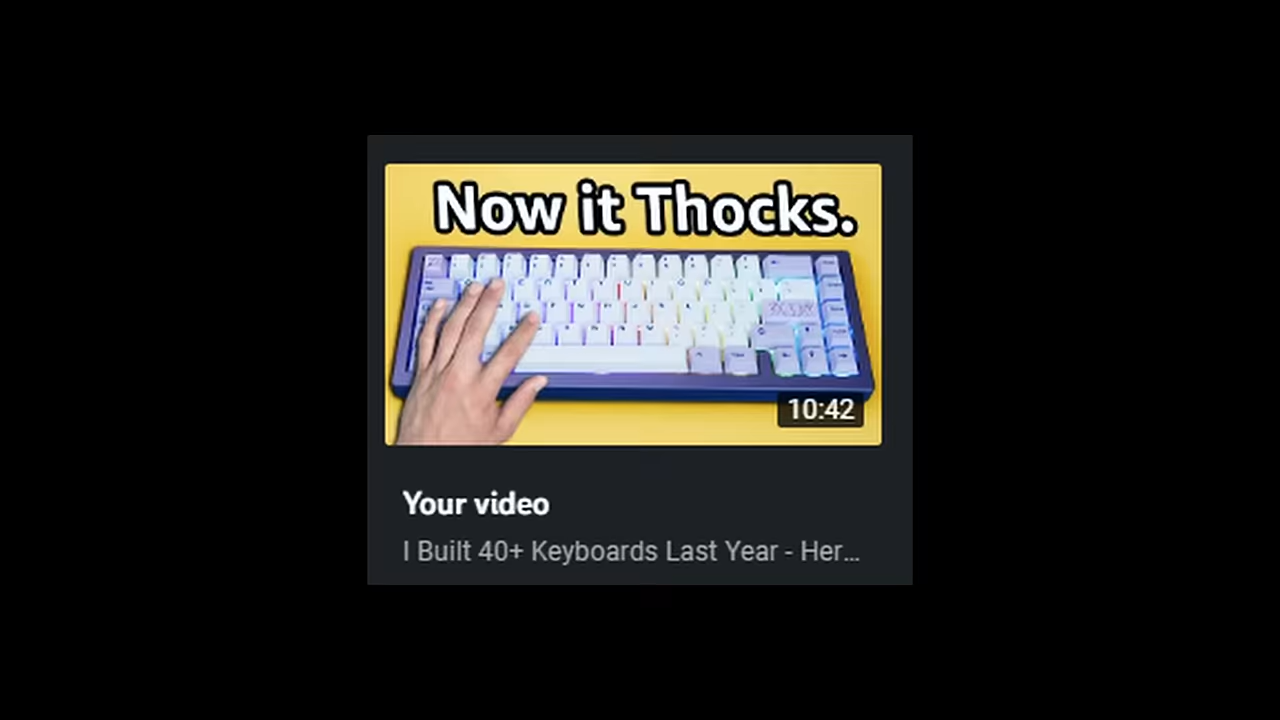 Now it Thocks.
10:42
Your video
I Built 40+ Keyboards Last Year - Her...